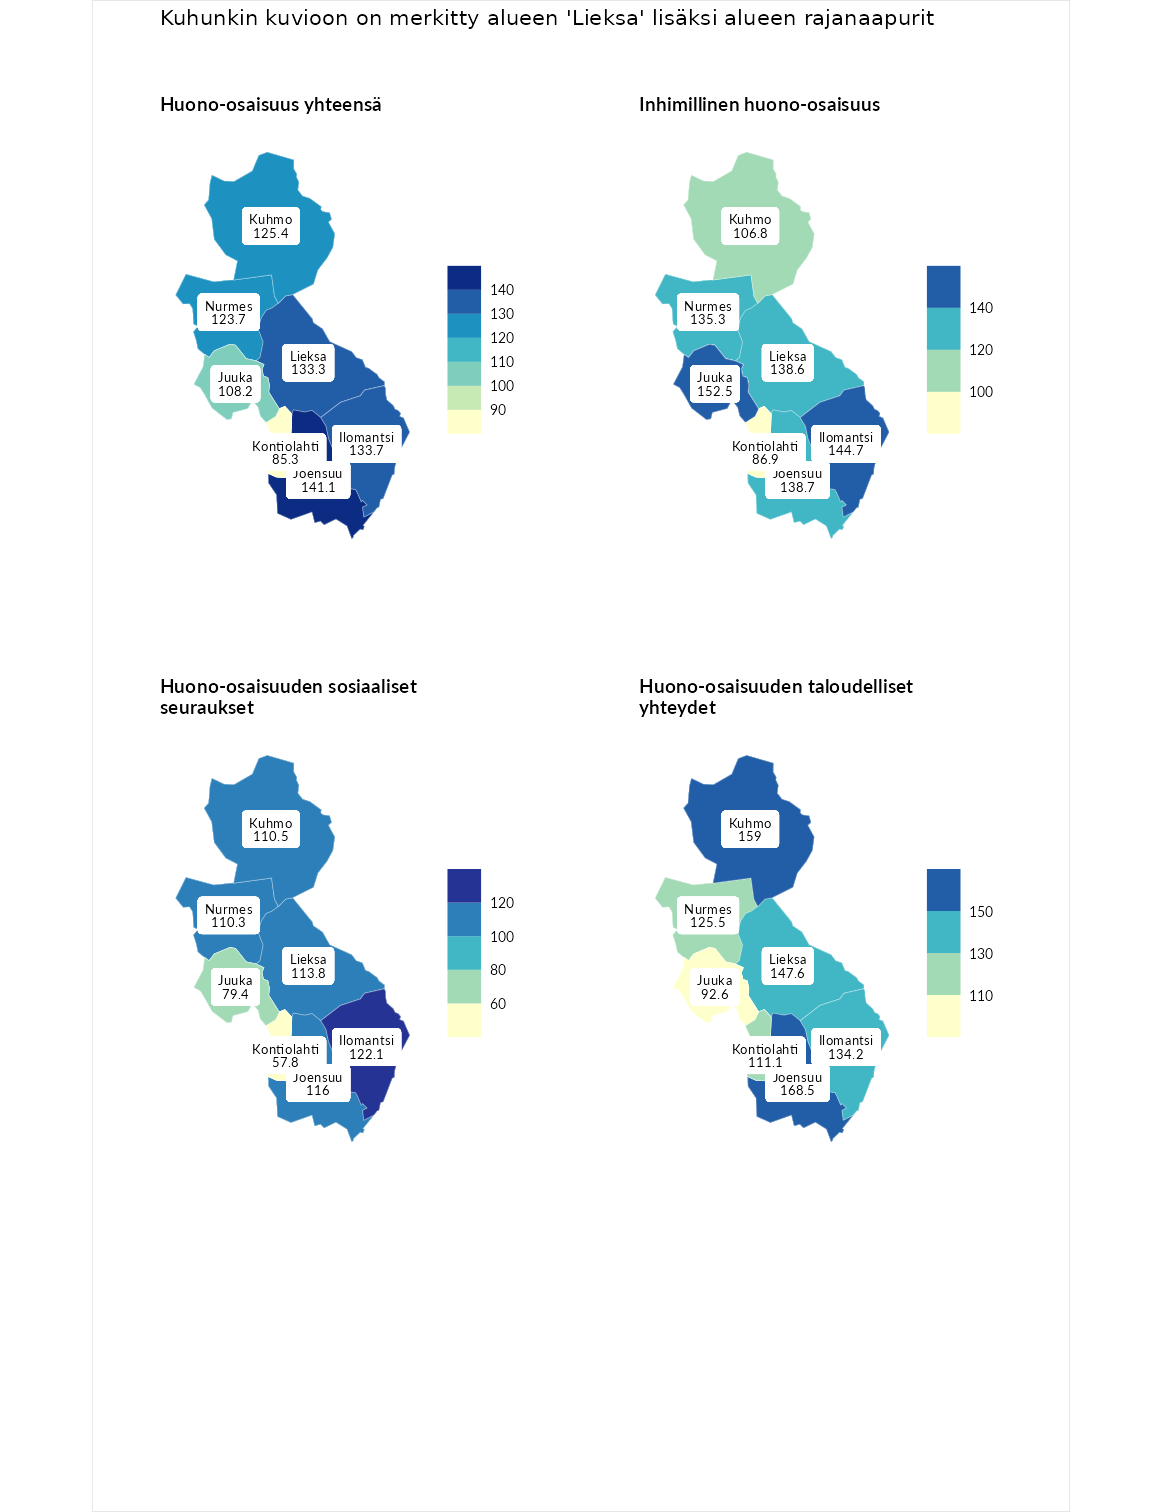 Kuhunkin kuvioon on merkitty alueen 'Lieksa' lisäksi alueen rajanaapurit
Huono-osaisuus yhteensä
Kuhmo
125.4
Nurmes
123.7
Lieksa
133.3
Juuka
108.2
Ilomantsi
133.7
Kontiolahti
85.3
Joensuu
141.1
140
130
120
110
100
90
Inhimillinen huono-osaisuus
Kuhmo
106.8
Nurmes
135.3
Lieksa
138.6
Juuka
152.5
Ilomantsi
144.7
Kontiolahti
86.9
Joensuu
138.7
140
120
100
Huono-osaisuuden sosiaaliset
seuraukset
Kuhmo
110.5
Nurmes
110.3
Lieksa
113.8
Juuka
79.4
Ilomantsi
122.1
Kontiolahti
57.8
Joensuu
116
120
100
80
60
Huono-osaisuuden taloudelliset
yhteydet
Kuhmo
159
Nurmes
125.5
Lieksa
147.6
Juuka
92.6
Ilomantsi
134.2
Kontiolahti
111.1
Joensuu
168.5
150
130
110